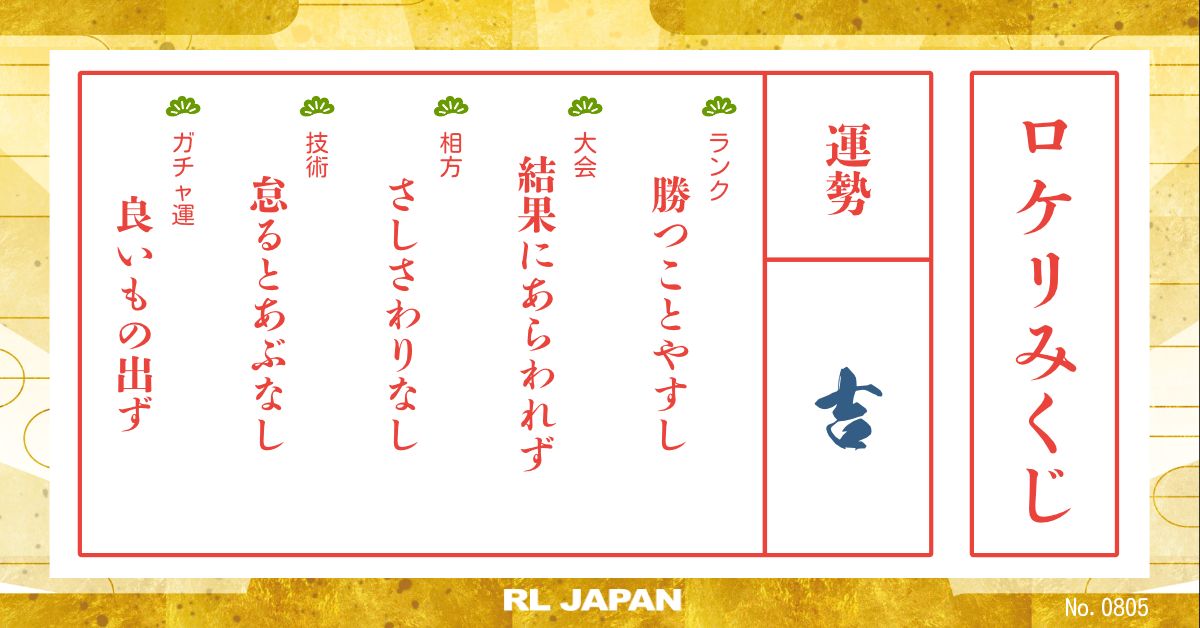 ロケリみくじ
運勢
吉
ランク
勝つことやすし
大会
結果にあらわれず
相方
さしさわりなし
技術
怠るとあぶなし
ガチャ運
良いもの出ず
RL JAPAN
No. 0805